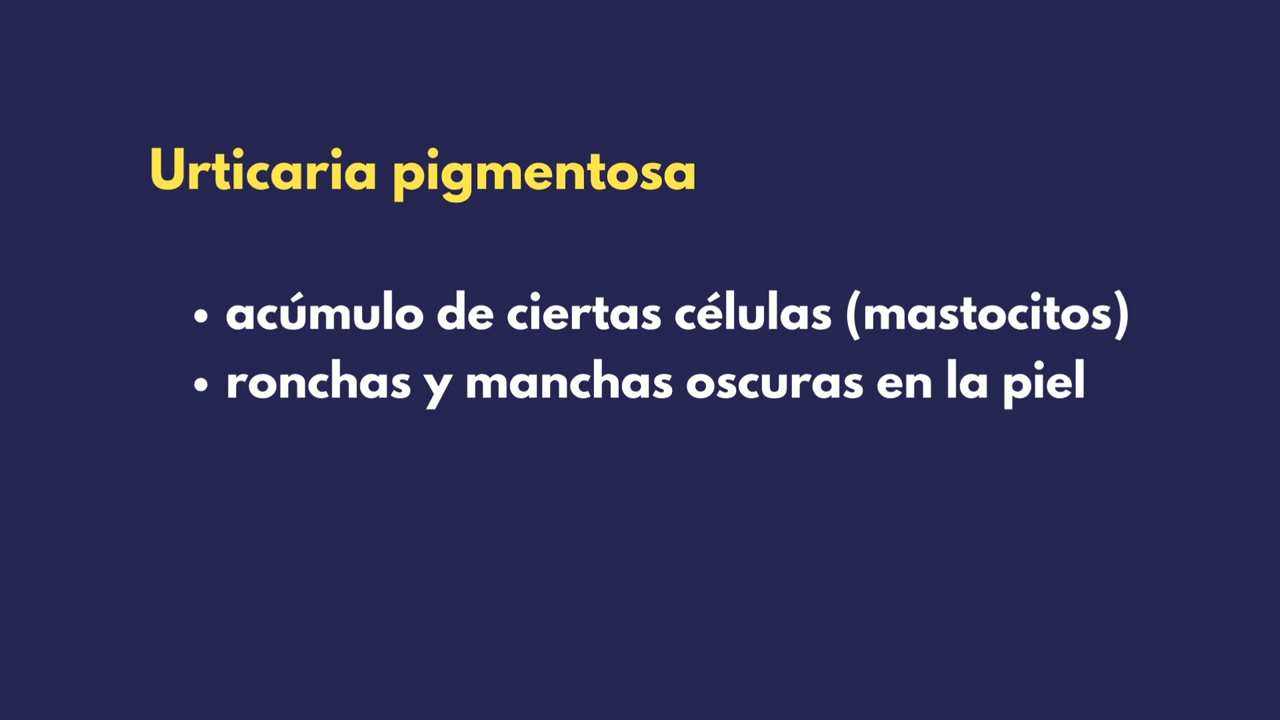 Urticaria pigmentosa
• acúmulo de ciertas células (mastocitos)
• ronchas y manchas oscuras en la piel